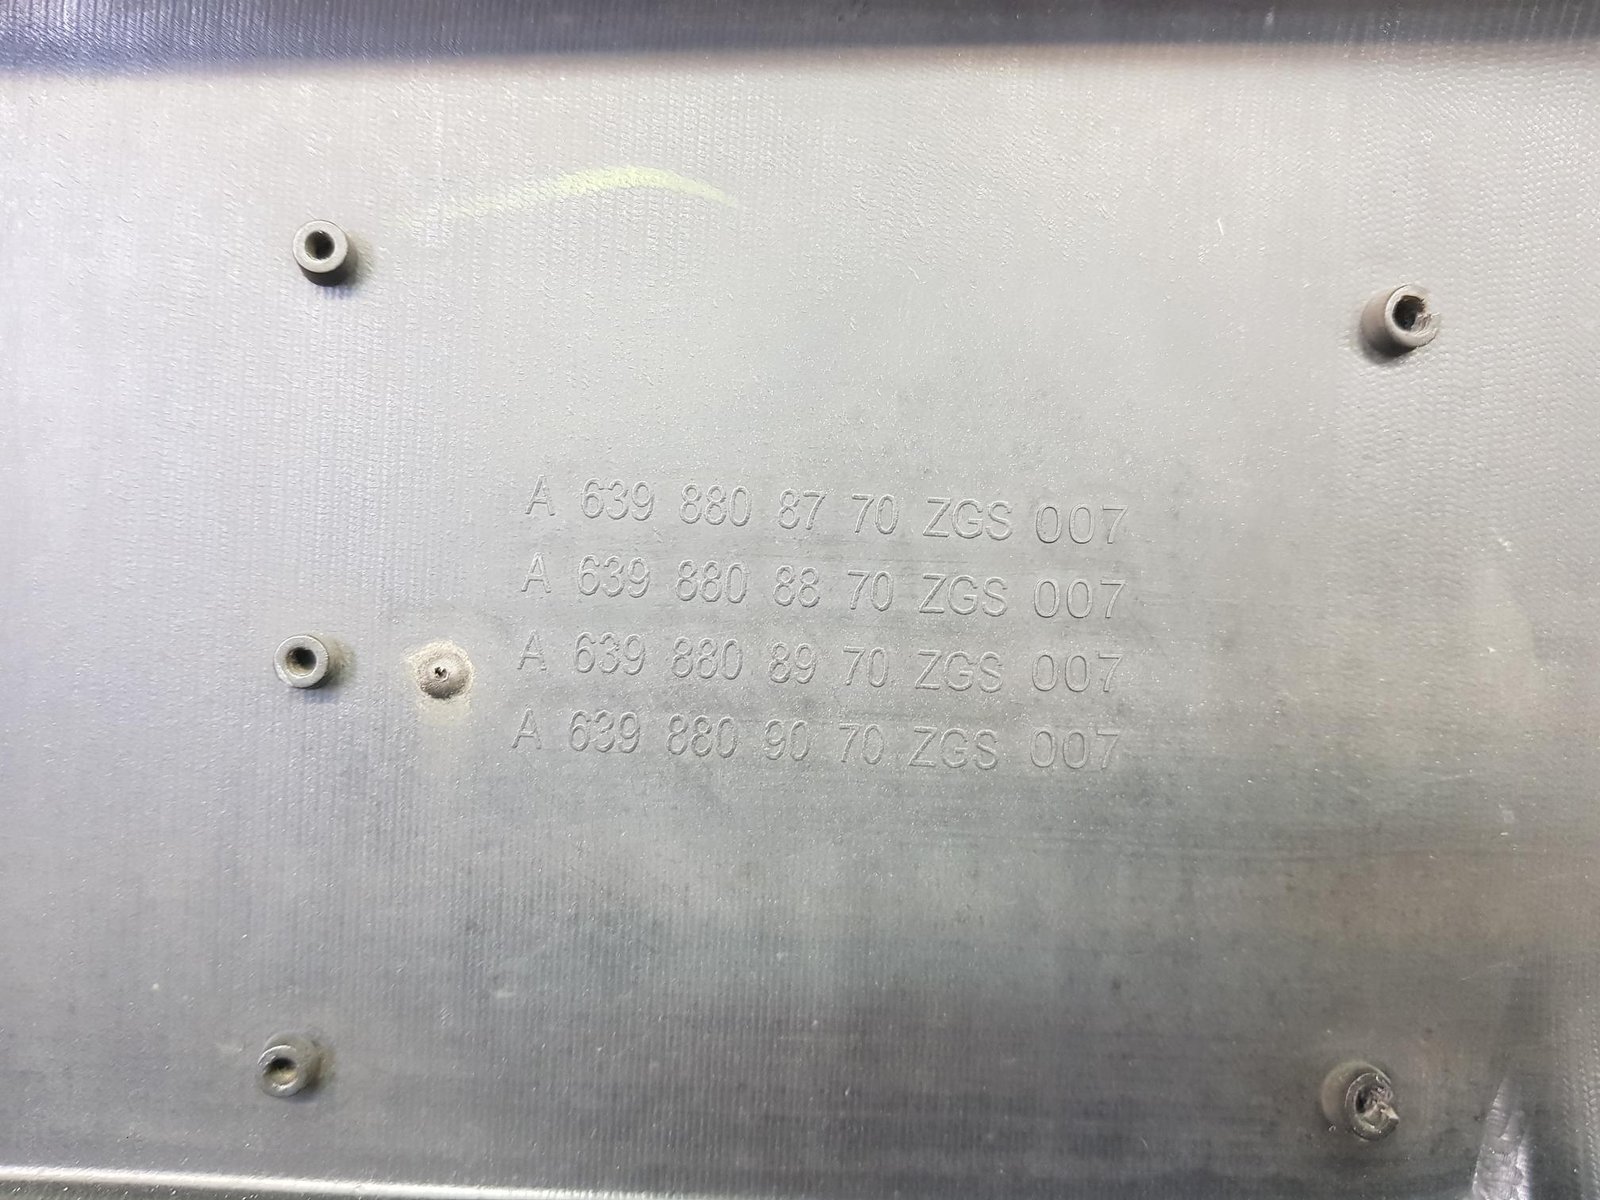 A 639 880 87 70 ZGS 007
A 639 880 88 70 ZGS 007
A 639 880 89 70 ZGS 007
A 639 880 90 70 ZGS 007